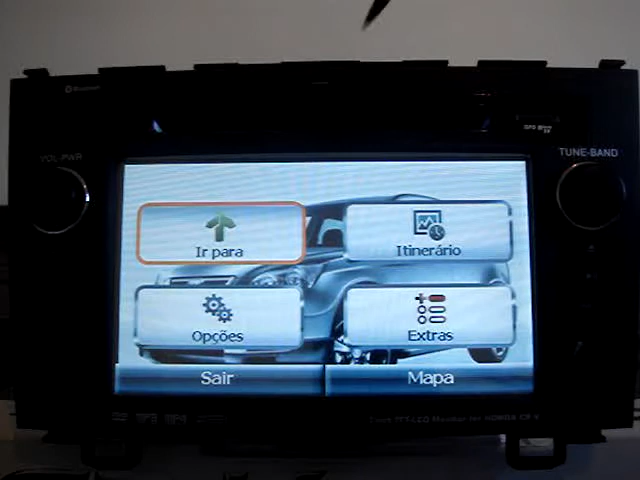 VOL-PWR
TUNE-BAND
Ir para
Itinerário
Opções
Extras
Sair
Mapa